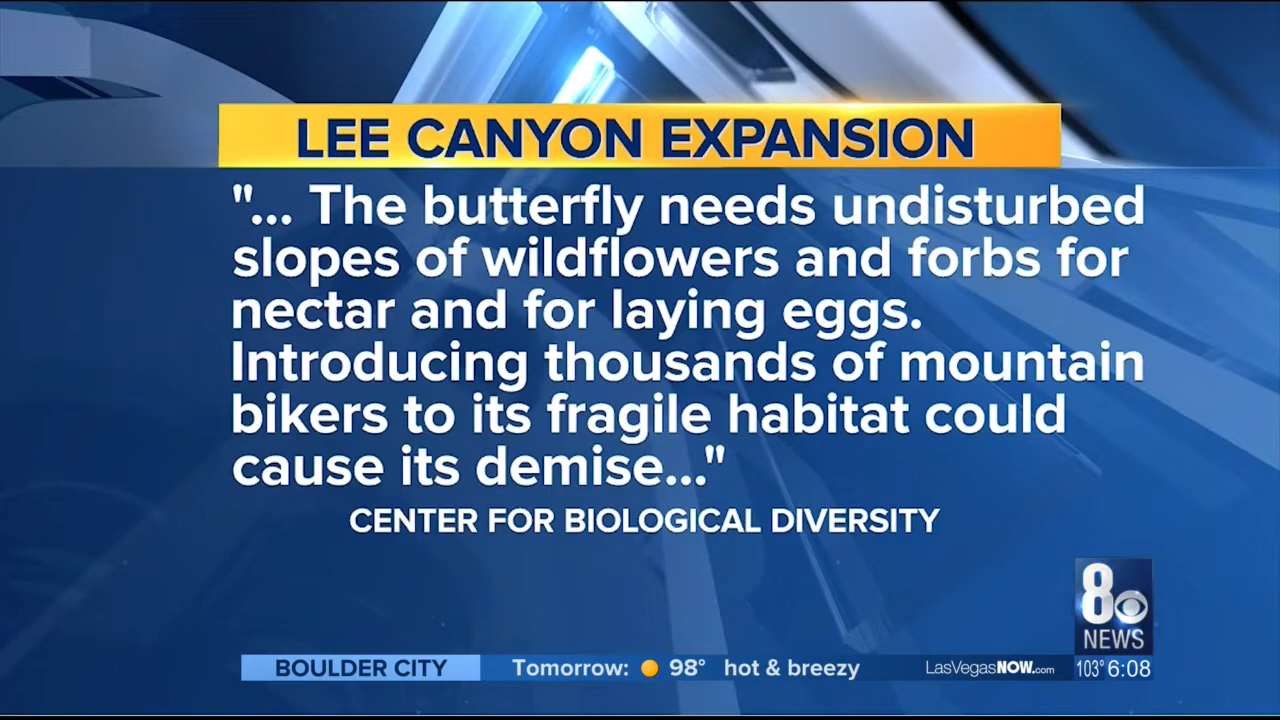 LEE CANYON EXPANSION
"... The butterfly needs undisturbed
slopes of wildflowers and forbs for
nectar and for laying eggs.
Introducing thousands of mountain
bikers to its fragile habitat could
cause its demise..."
CENTER FOR BIOLOGICAL DIVERSITY
8
NEWS
BOULDER CITY Tomorrow: 98° hot & breezy LasVegasNOW.com 103° 6:08